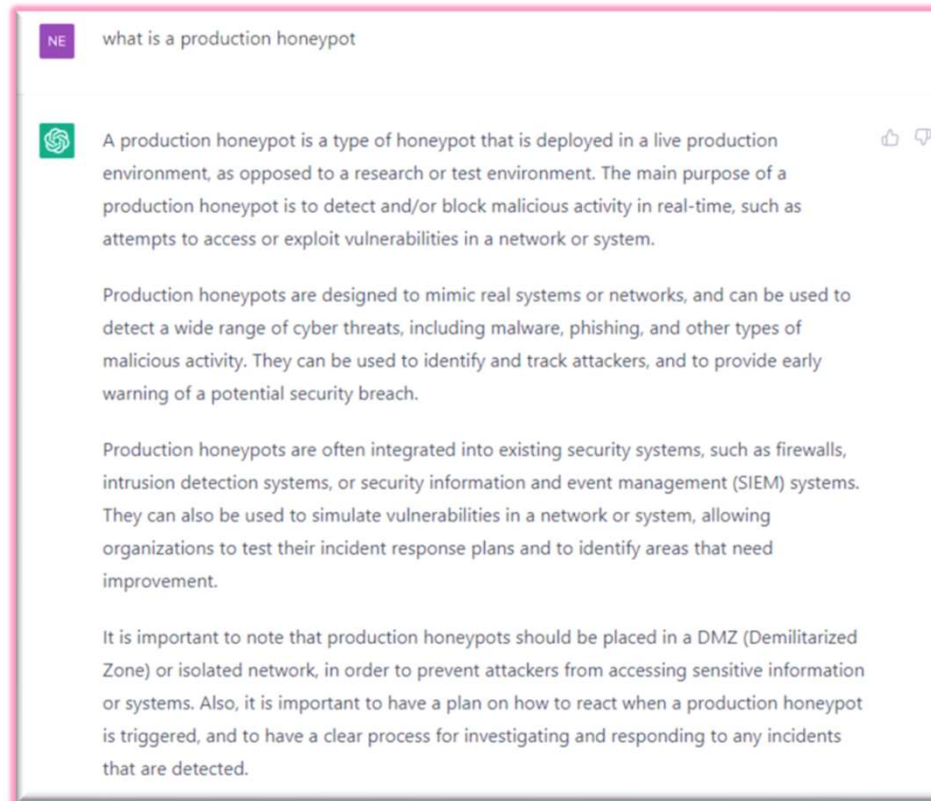 NE
what is a production honeypot
A production honeypot is a type of honeypot that is deployed in a live production
environment, as opposed to a research or test environment. The main purpose of a
production honeypot is to detect and/or block malicious activity in real-time, such as
attempts to access or exploit vulnerabilities in a network or system.
Production honeypots are designed to mimic real systems or networks, and can be used to
detect a wide range of cyber threats, including malware, phishing, and other types of
malicious activity. They can be used to identify and track attackers, and to provide early
warning of a potential security breach.
Production honeypots are often integrated into existing security systems, such as firewalls,
intrusion detection systems, or security information and event management (SIEM) systems.
They can also be used to simulate vulnerabilities in a network or system, allowing
organizations to test their incident response plans and to identify areas that need
improvement.
It is important to note that production honeypots should be placed in a DMZ (Demilitarized
Zone) or isolated network, in order to prevent attackers from accessing sensitive information
or systems. Also, it is important to have a plan on how to react when a production honeypot
is triggered, and to have a clear process for investigating and responding to any incidents
that are detected.